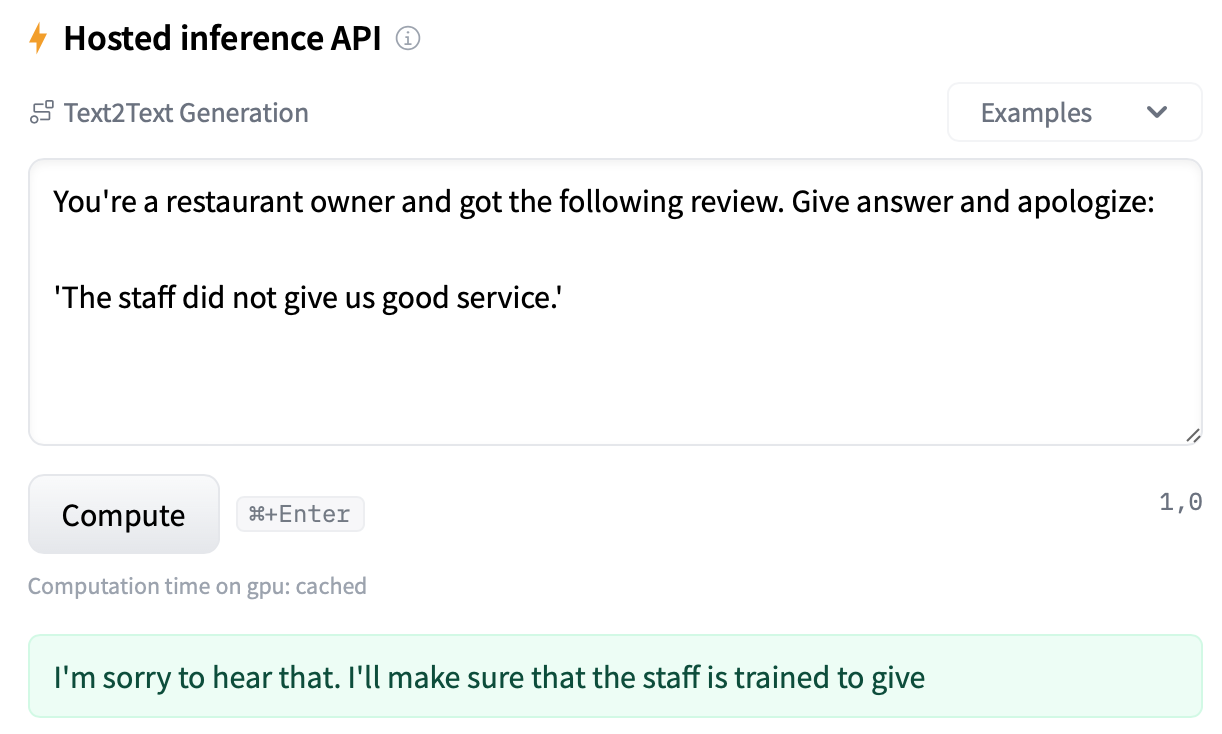 Hosted inference API
Text2Text Generation
Examples
You're a restaurant owner and got the following review. Give answer and apologize:
'The staff did not give us good service.'
Compute
⌘+Enter
1,0
Computation time on gpu: cached
I'm sorry to hear that. I'll make sure that the staff is trained to give